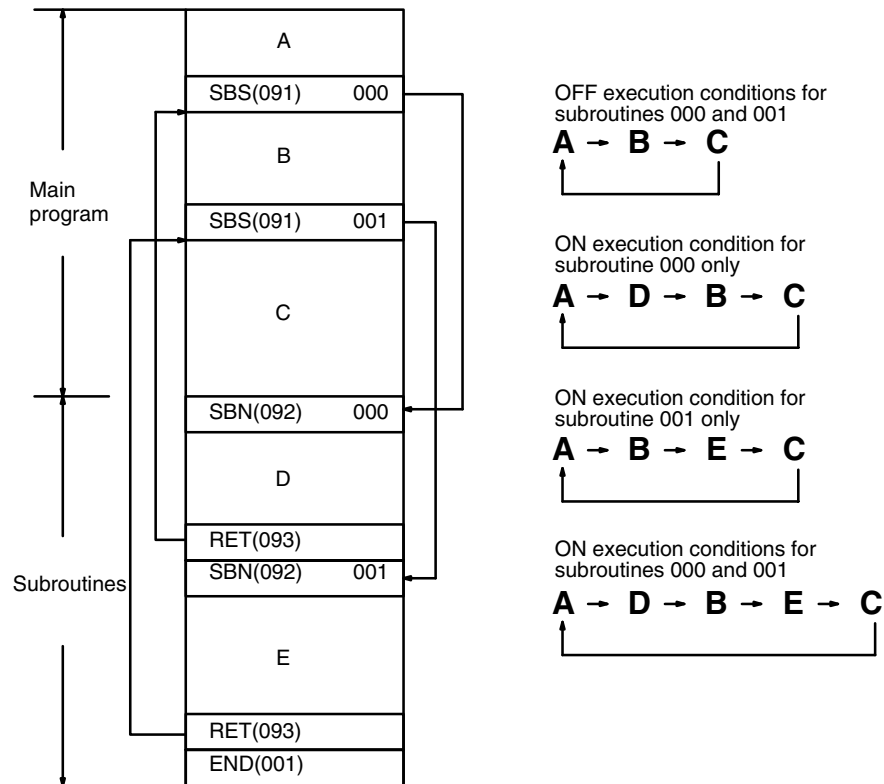 A
SBS(091) 000
B
Main
program
SBS(091) 001
C
SBN(092) 000
D
RET(093)
SBN(092) 001
Subroutines
E
RET(093)
END(001)
OFF execution conditions for
subroutines 000 and 001
A → B → C
ON execution condition for
subroutine 000 only
A → D → B → C
ON execution condition for
subroutine 001 only
A → B → E → C
ON execution conditions for
subroutines 000 and 001
A → D → B → E → C